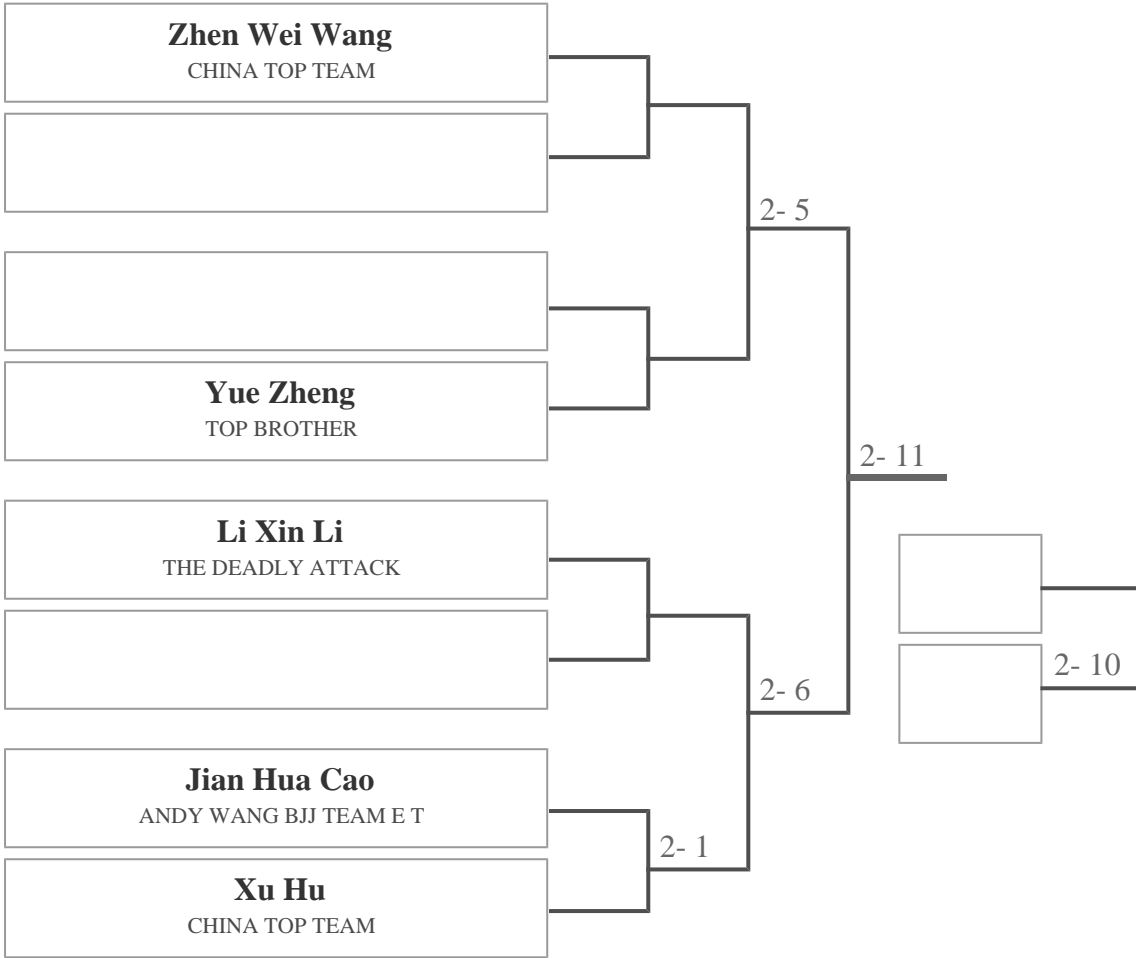 Zhen Wei Wang
CHINA TOP TEAM
2- 5
Yue Zheng
TOP BROTHER
2- 11
Li Xin Li
THE DEADLY ATTACK
2- 10
2- 6
Jian Hua Cao
ANDY WANG BJJ TEAM E T
2- 1
Xu Hu
CHINA TOP TEAM